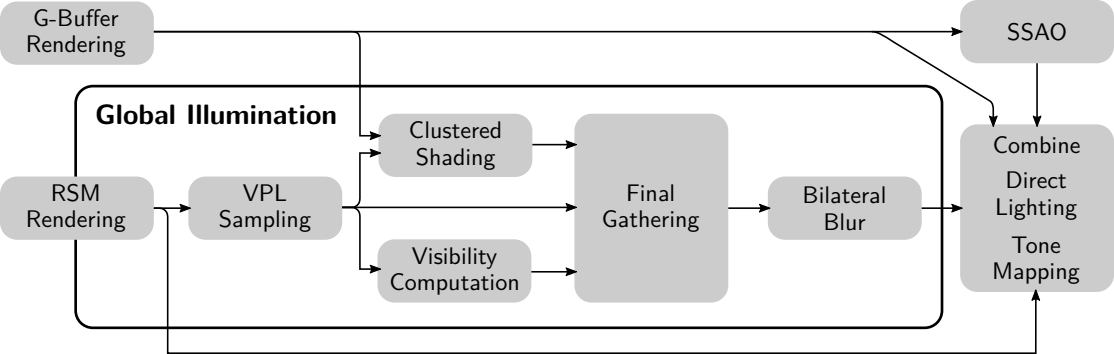 G-Buffer
Rendering
SSAO
Global Illumination
Clustered
Shading
Combine
RSM
Rendering
VPL
Sampling
Final
Gathering
Bilateral
Blur
Direct
Lighting
Visibility
Computation
Tone
Mapping